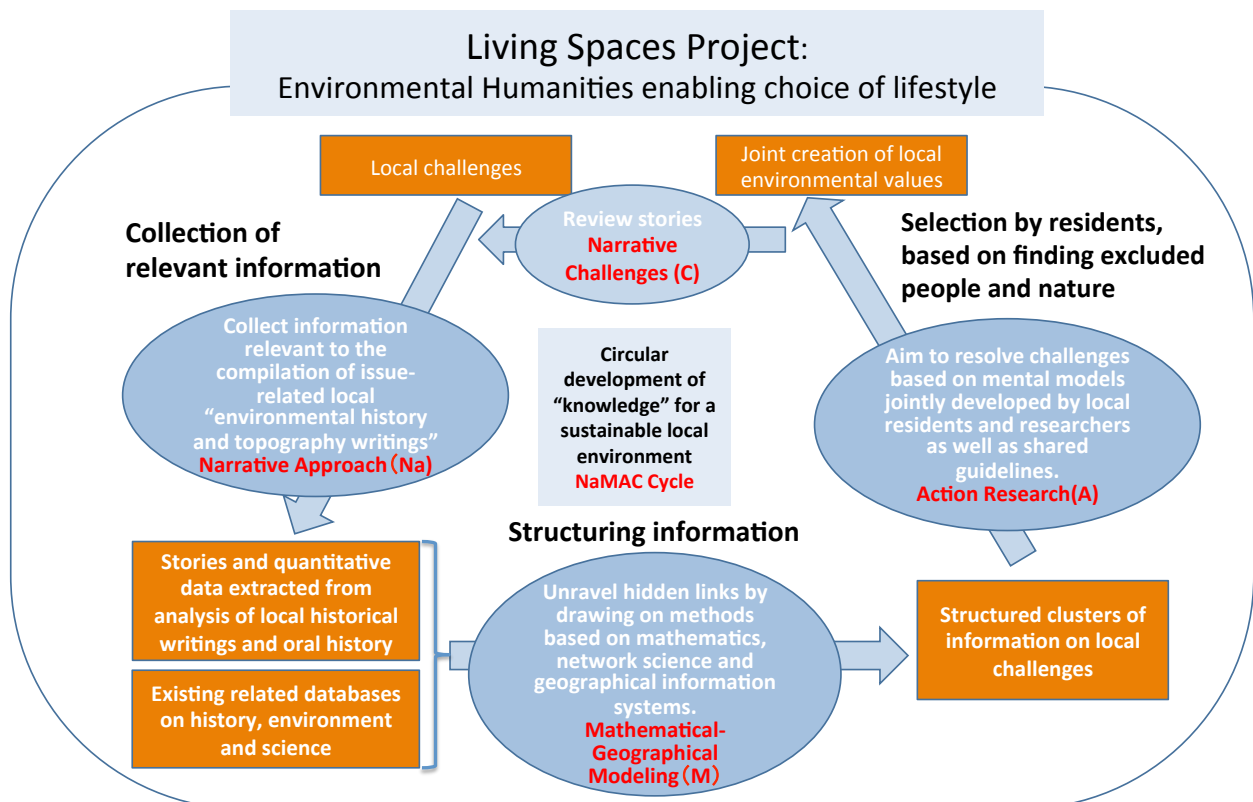 Living Spaces Project:
Environmental Humanities enabling choice of lifestyle
Local challenges
Joint creation of local
environmental values
Review stories
Narrative
Challenges (C)
Collection of
relevant information
Selection by residents,
based on finding excluded
people and nature
Collect information
relevant to the
compilation of issue-
related local
“environmental history
and topography writings”
Narrative Approach(Na)
Circular
development of
“knowledge” for a
sustainable local
environment
NaMAC Cycle
Aim to resolve challenges
based on mental models
jointly developed by local
residents and researchers
as well as shared
guidelines.
Action Research(A)
Structuring information
Stories and quantitative
data extracted from
analysis of local historical
writings and oral history
Existing related databases
on history, environment
and science
Unravel hidden links by
drawing on methods
based on mathematics,
network science and
geographical information
systems.
Mathematical-
Geographical
Modeling(M)
Structured clusters of
information on local
challenges